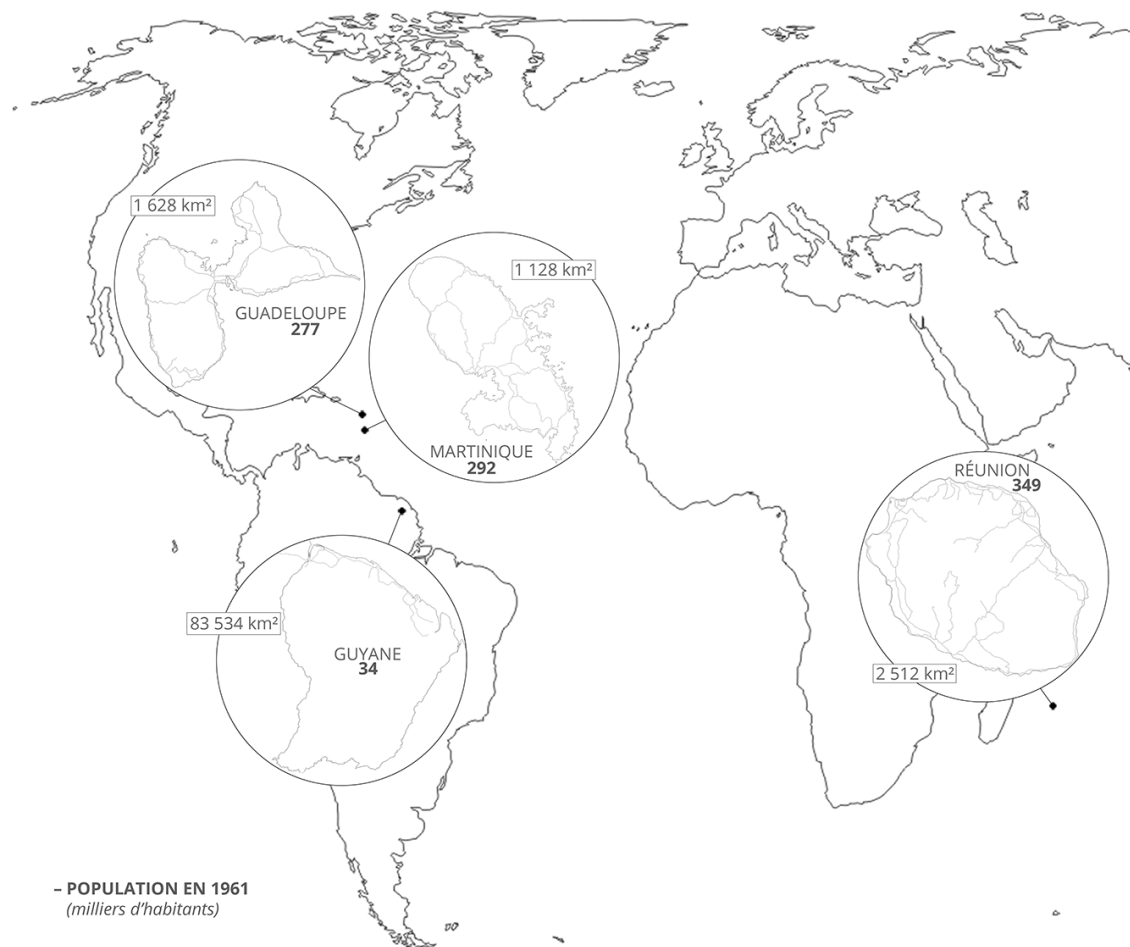 1 628 km²
GUADELOUPE
277
1 128 km²
MARTINIQUE
292
RÉUNION
349
2 512 km²
83 534 km²
GUYANE
34
– POPULATION EN 1961
(milliers d’habitants)